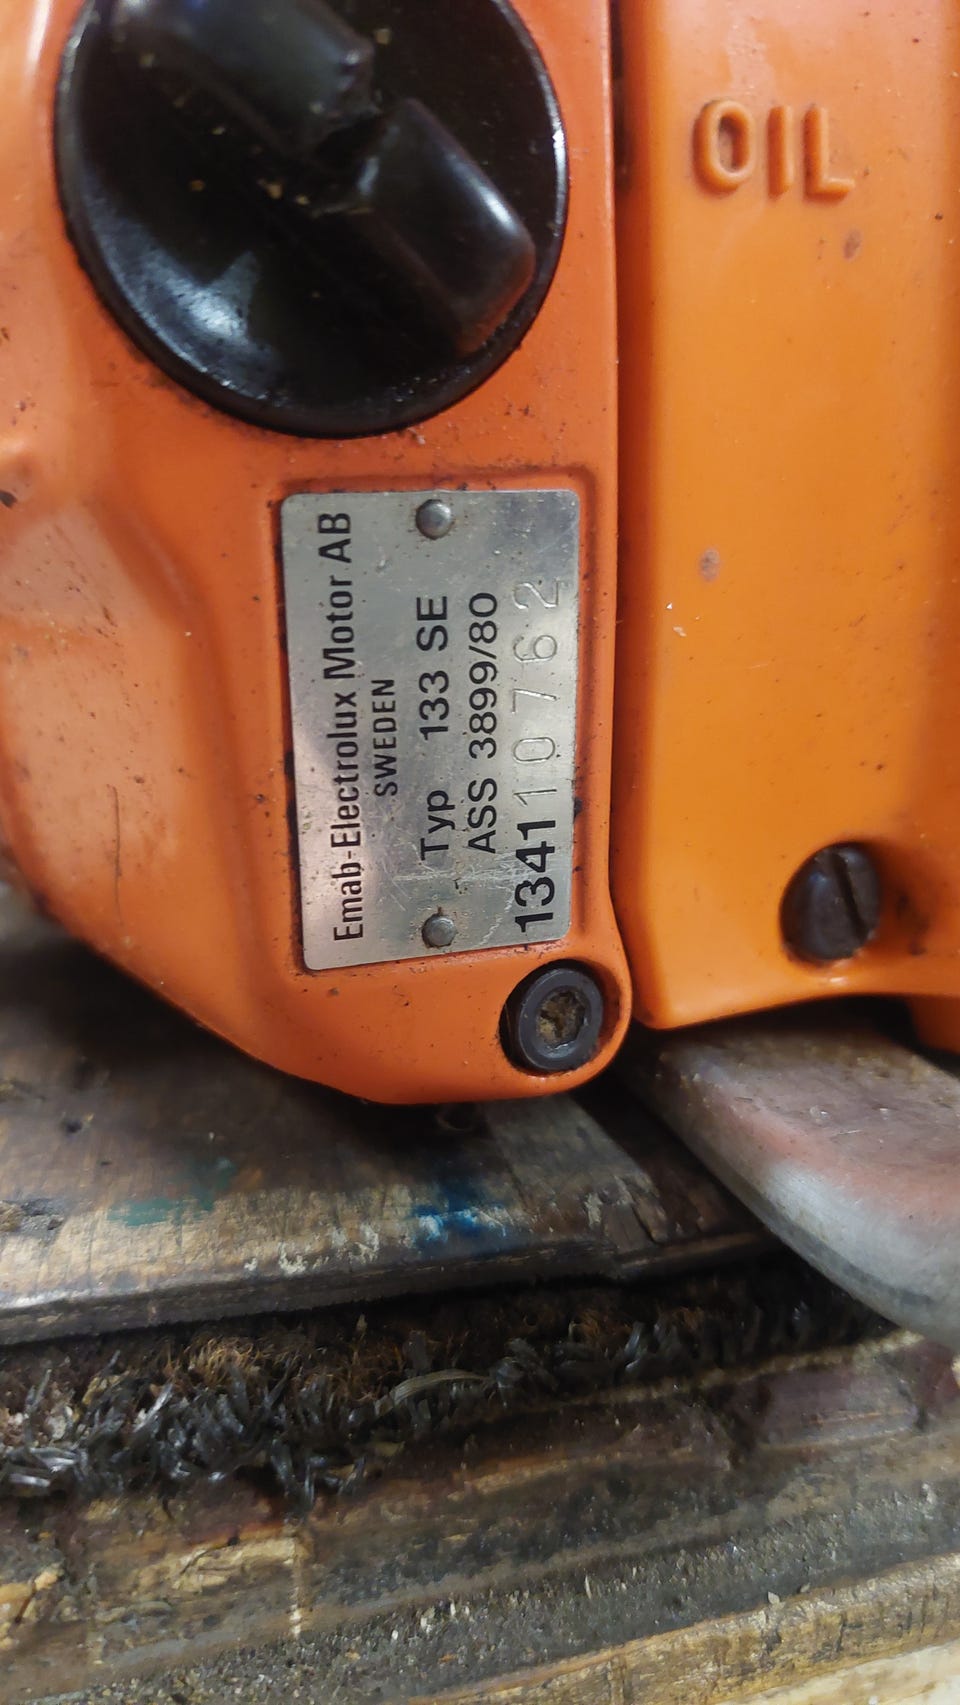 OIL
Emab-Electrolux Motor AB
SWEDEN
Typ 133 SE
ASS 3899/80
134110762